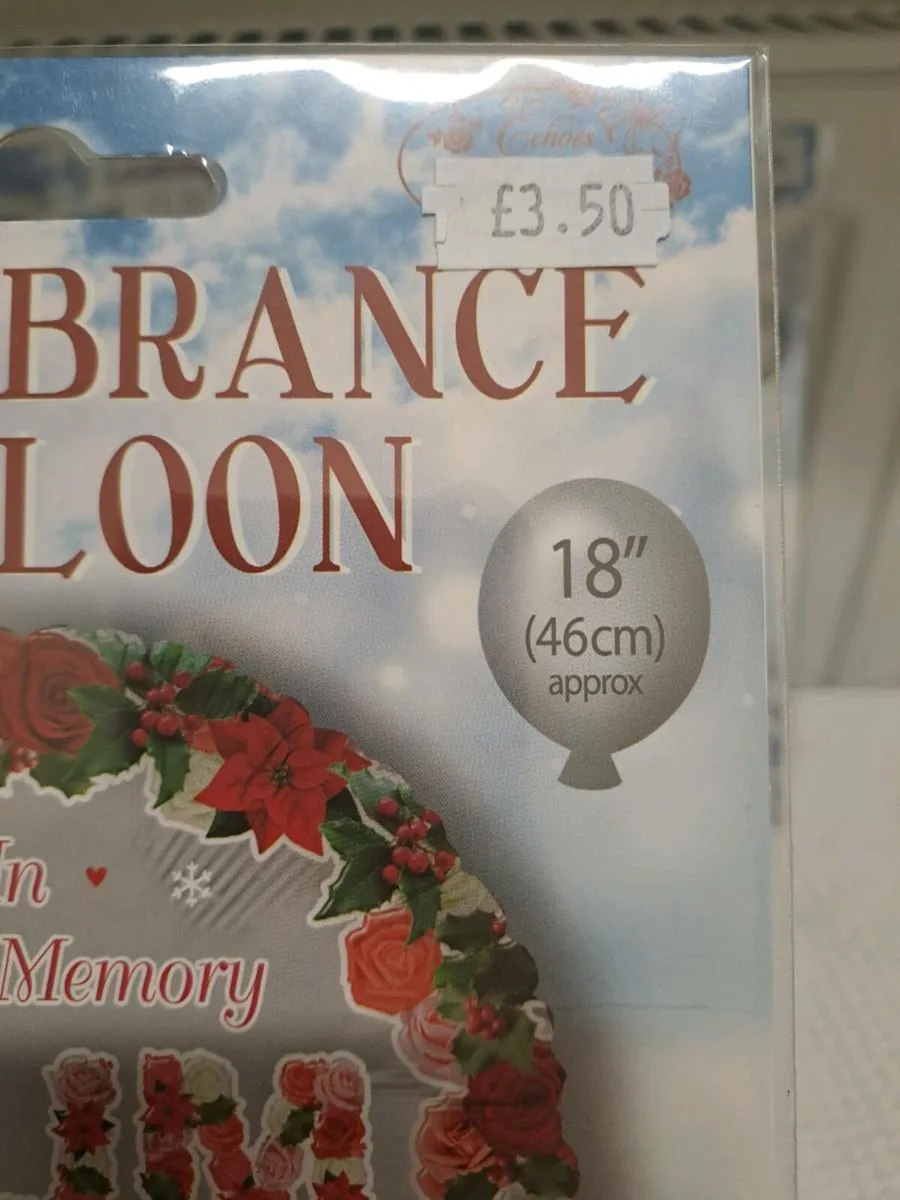 Echoes
£3.50
BRANCE
LOON
18”
(46cm)
approx
In
Memory